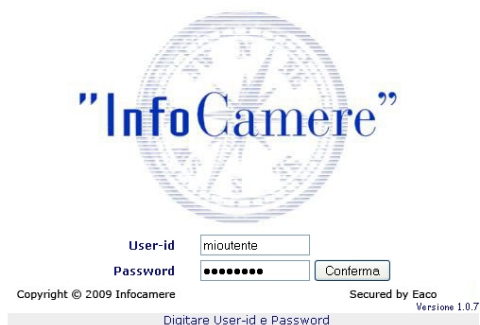 "InfoCamere”
User-id mioutente
Password ●●●●●●●● Conferma
Copyright © 2009 Infocamere Secured by Eaco
Versione 1.0.7
Digitare User-id e Password